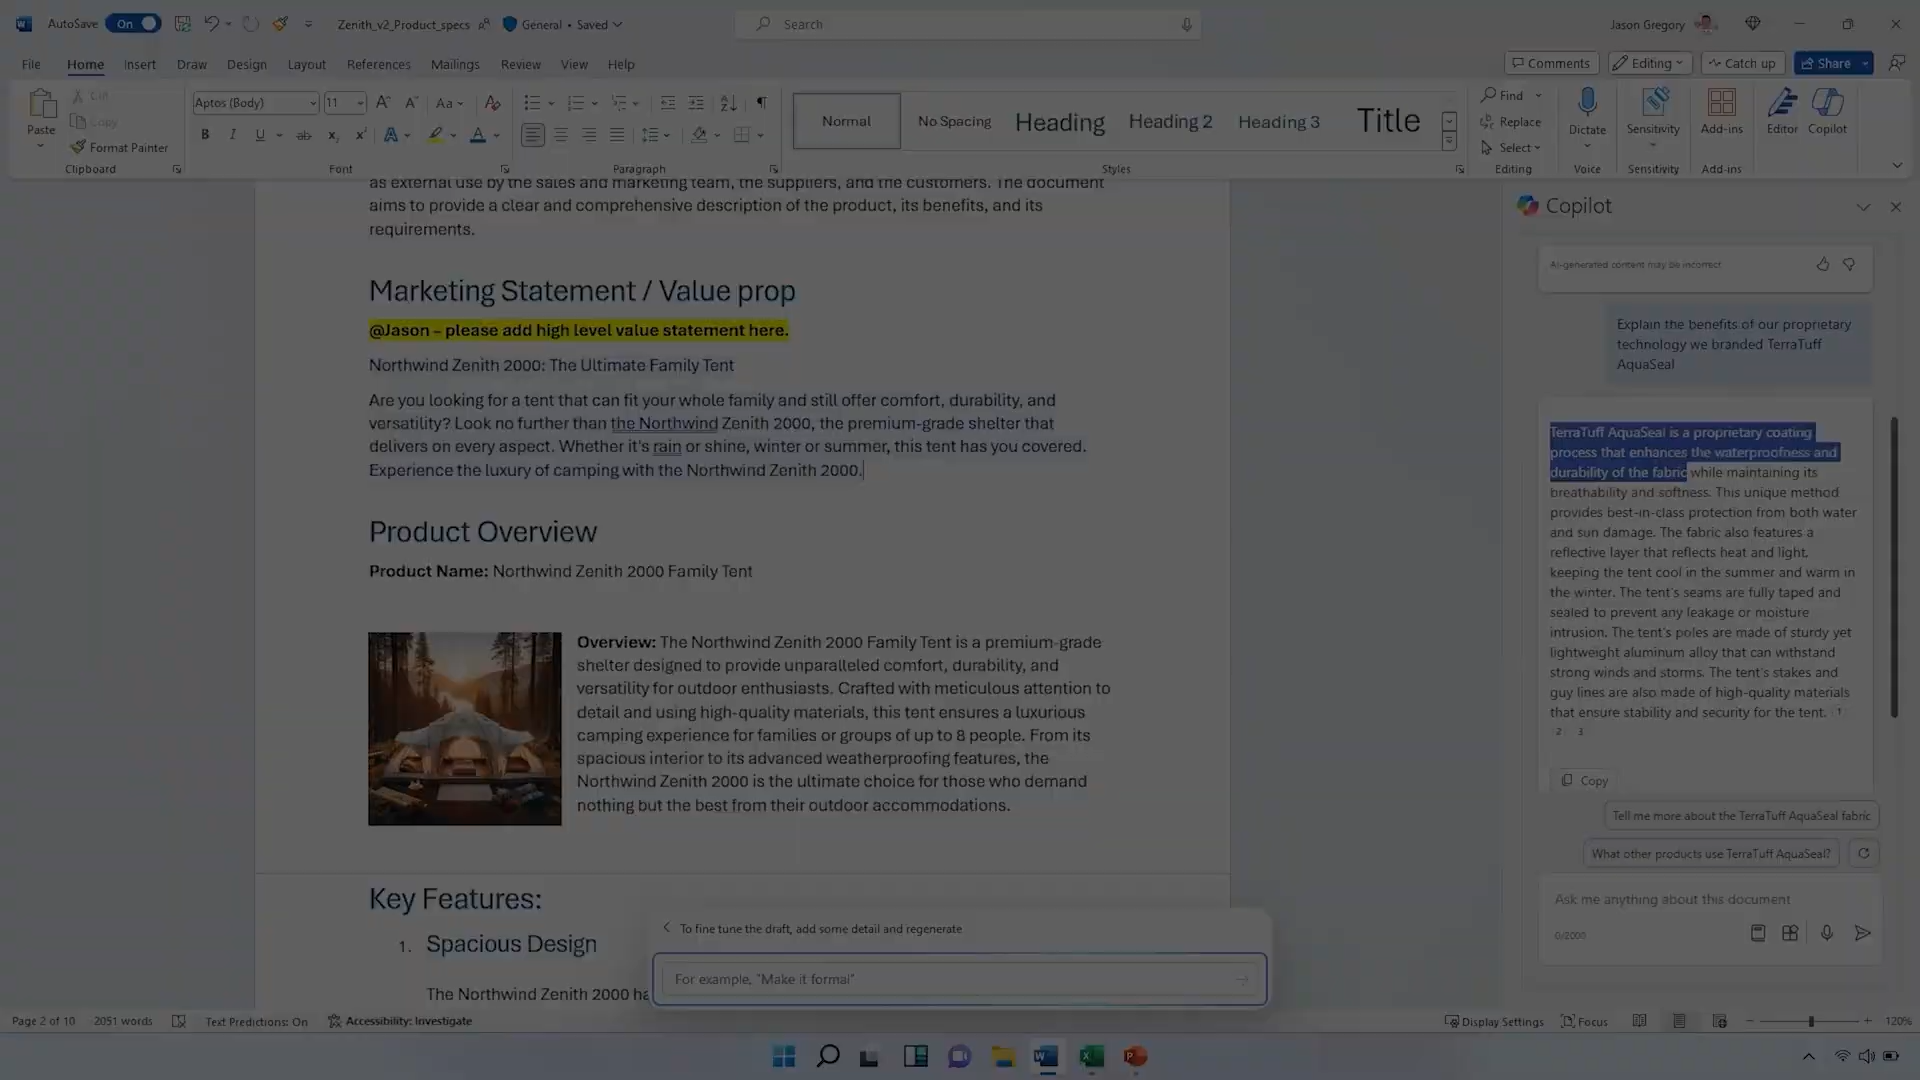 AutoSave On Zenith_v2_Product_specs General • Saved Search Jason Gregory
File Home Insert Draw Design Layout References Mailings Review View Help Comments Editing Catch up Share
Paste Cut Copy Format Painter
Clipboard
Aptos (Body) 11
Font
Paragraph
Normal No Spacing Heading Heading 2 Heading 3 Title
Styles
Find Replace Select
Editing
Dictate
Voice
Sensitivity
Sensitivity
Add-ins
Add-ins
Editor Copilot
as external use by the sales and marketing team, the suppliers, and the customers. The document
aims to provide a clear and comprehensive description of the product, its benefits, and its
requirements.
Marketing Statement / Value prop
@Jason – please add high level value statement here.
Northwind Zenith 2000: The Ultimate Family Tent
Are you looking for a tent that can fit your whole family and still offer comfort, durability, and
versatility? Look no further than the Northwind Zenith 2000, the premium-grade shelter that
delivers on every aspect. Whether it's rain or shine, winter or summer, this tent has you covered.
Experience the luxury of camping with the Northwind Zenith 2000.
Product Overview
Product Name: Northwind Zenith 2000 Family Tent
Overview: The Northwind Zenith 2000 Family Tent is a premium-grade
shelter designed to provide unparalleled comfort, durability, and
versatility for outdoor enthusiasts. Crafted with meticulous attention to
detail and using high-quality materials, this tent ensures a luxurious
camping experience for families or groups of up to 8 people. From its
spacious interior to its advanced weatherproofing features, the
Northwind Zenith 2000 is the ultimate choice for those who demand
nothing but the best from their outdoor accommodations.
Key Features:
1. Spacious Design
The Northwind Zenith 2000 ha
To fine tune the draft, add some detail and regenerate
For example, "Make it formal"
Copilot
AI-generated content may be incorrect
Explain the benefits of our proprietary
technology we branded TerraTuff
AquaSeal
TerraTuff AquaSeal is a proprietary coating
process that enhances the waterproofness and
durability of the fabric while maintaining its
breathability and softness. This unique method
provides best-in-class protection from both water
and sun damage. The fabric also features a
reflective layer that reflects heat and light,
keeping the tent cool in the summer and warm in
the winter. The tent's seams are fully taped and
sealed to prevent any leakage or moisture
intrusion. The tent's poles are made of sturdy yet
lightweight aluminum alloy that can withstand
strong winds and storms. The tent's stakes and
guy lines are also made of high-quality materials
that ensure stability and security for the tent. 1
2 3
Copy
Tell me more about the TerraTuff AquaSeal fabric
What other products use TerraTuff AquaSeal?
Ask me anything about this document
0/2000
Page 2 of 10 2051 words Text Predictions: On Accessibility: Investigate Display Settings Focus 120%